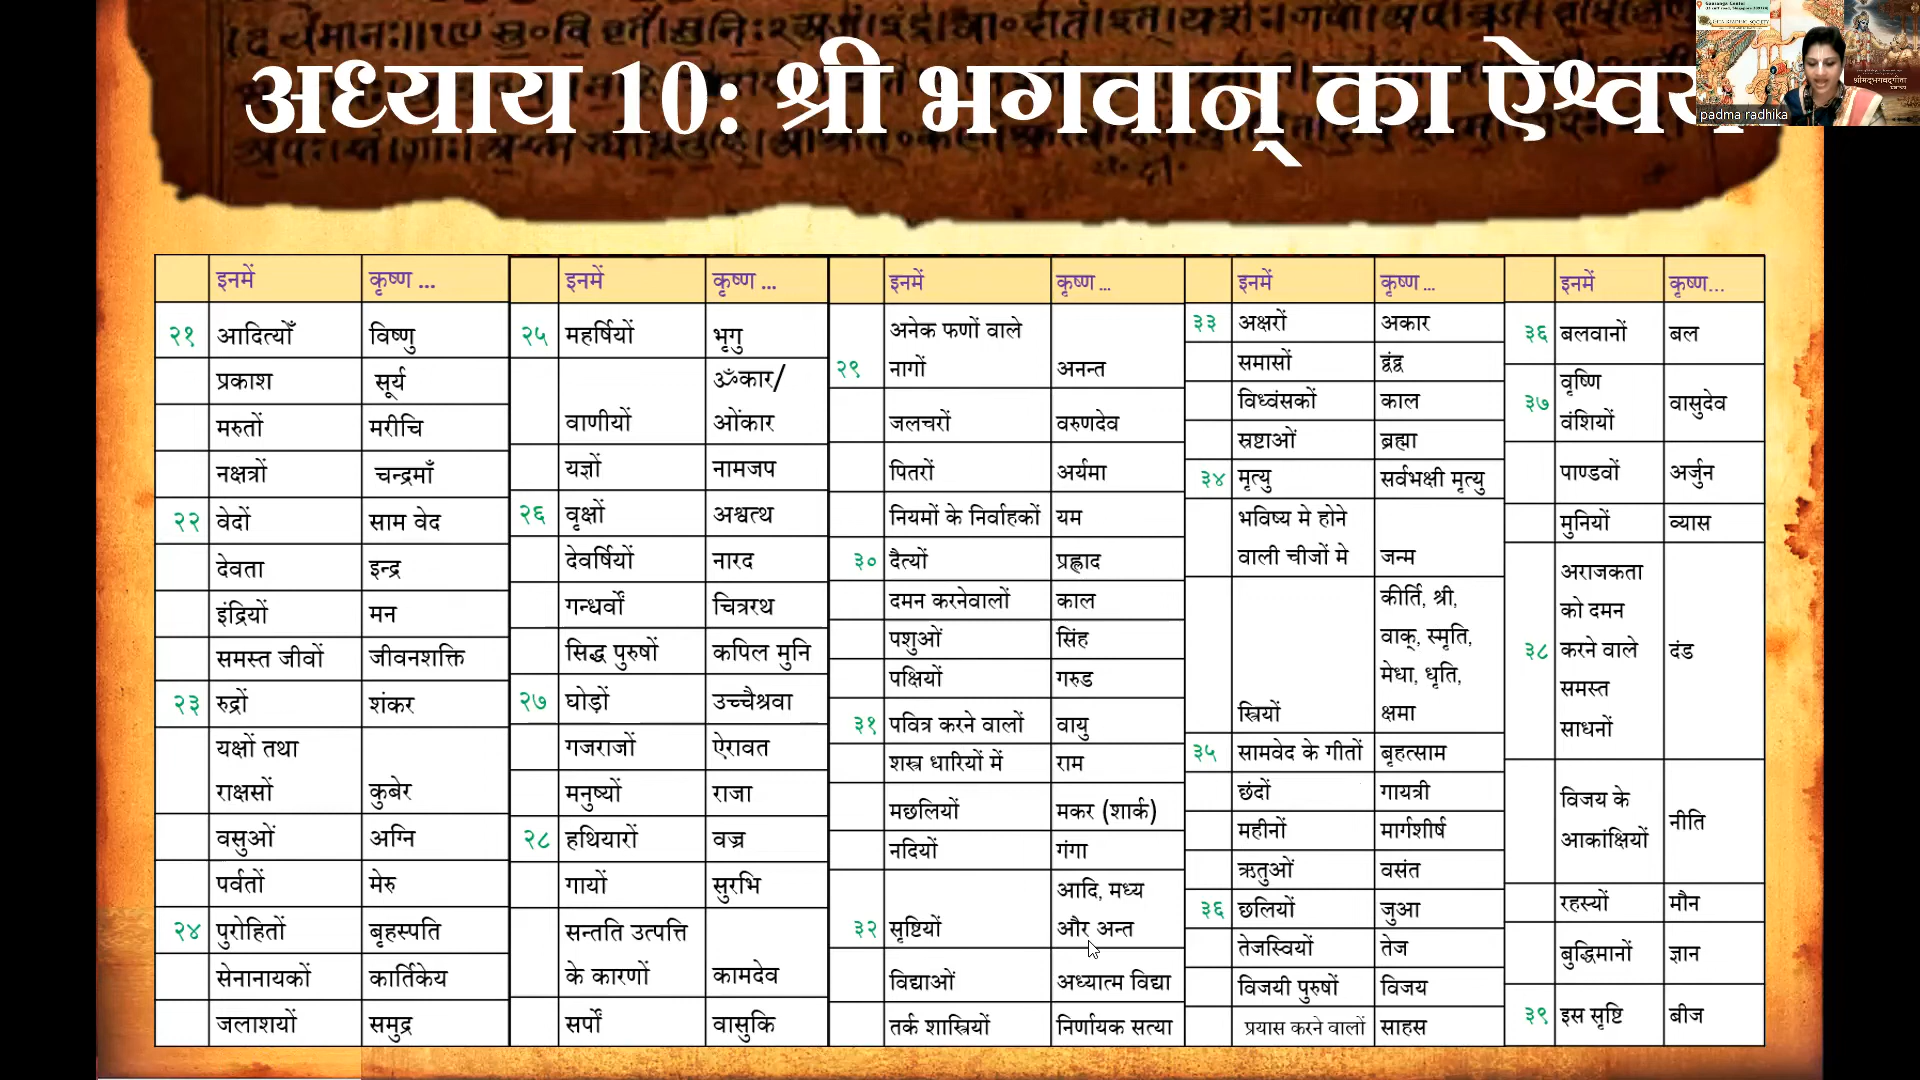 अध्याय 10: श्री भगवान् का ऐश्वर्य
padma radhika
इनमें कृष्ण ...
२१ आदित्योँ विष्णु
प्रकाश सूर्य
मरुतों मरीचि
नक्षत्रों चन्द्रमाँ
२२ वेदों साम वेद
देवता इन्द्र
इंद्रियों मन
समस्त जीवों जीवनशक्ति
२३ रुद्रों शंकर
यक्षों तथा
राक्षसों कुबेर
वसुओं अग्नि
पर्वतों मेरु
२४ पुरोहितों बृहस्पति
सेनानायकों कार्तिकेय
जलाशयों समुद्र
इनमें कृष्ण ...
२५ महर्षियों भृगु
ॐकार/
वाणीयों ओंकार
यज्ञों नामजप
२६ वृक्षों अश्वत्थ
देवर्षियों नारद
गन्धर्वों चित्ररथ
सिद्ध पुरुषों कपिल मुनि
२७ घोड़ों उच्चैश्रवा
गजराजों ऐरावत
मनुष्यों राजा
२८ हथियारों वज्र
गायों सुरभि
सन्तति उत्पत्ति
के कारणों कामदेव
सर्पों वासुकि
इनमें कृष्ण ...
अनेक फणों वाले
२९ नागों अनन्त
जलचरों वरुणदेव
पितरों अर्यमा
नियमों के निर्वाहकों यम
३० दैत्यों प्रह्लाद
दमन करनेवालों काल
पशुओं सिंह
पक्षियों गरुड
३१ पवित्र करने वालों वायु
शस्त्र धारियों में राम
मछलियों मकर (शार्क)
नदियों गंगा
आदि, मध्य
३२ सृष्टियों और अन्त
विद्याओं अध्यात्म विद्या
तर्क शास्त्रियों निर्णायक सत्या
इनमें कृष्ण ...
३३ अक्षरों अकार
समासों द्वंद्व
विध्वंसकों काल
स्रष्टाओं ब्रह्मा
३४ मृत्यु सर्वभक्षी मृत्यु
भविष्य मे होने
वाली चीजों मे जन्म
कीर्ति, श्री,
वाक्, स्मृति,
मेधा, धृति,
स्त्रियों क्षमा
३५ सामवेद के गीतों बृहत्साम
छंदों गायत्री
महीनों मार्गशीर्ष
ऋतुओं वसंत
३६ छलियों जुआ
तेजस्वियों तेज
विजयी पुरुषों विजय
प्रयास करने वालों साहस
इनमें कृष्ण...
३६ बलवानों बल
वृष्णि
३७ वंशियों वासुदेव
पाण्डवों अर्जुन
मुनियों व्यास
अराजकता
को दमन
३८ करने वाले दंड
समस्त
साधनों
विजय के
आकांक्षियों नीति
रहस्यों मौन
बुद्धिमानों ज्ञान
३९ इस सृष्टि बीज